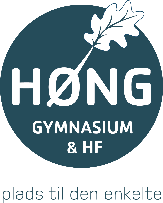 HØNG
GYMNASIUM
& HF
plads til den enkelte